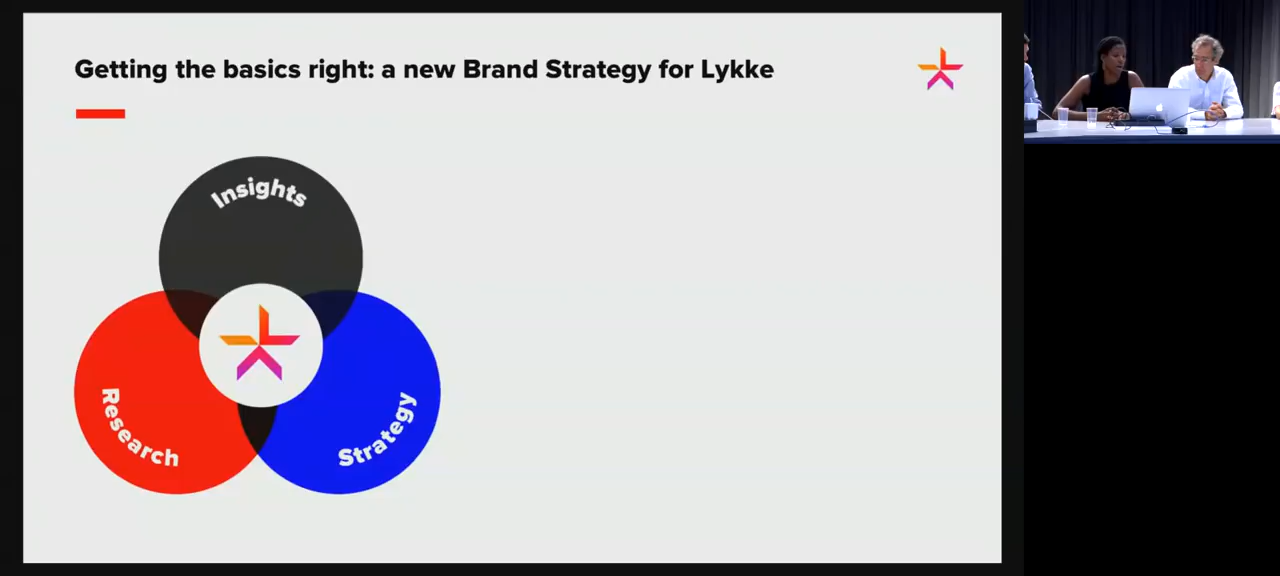 Getting the basics right: a new Brand Strategy for Lykke
Insights
Research
Strategy